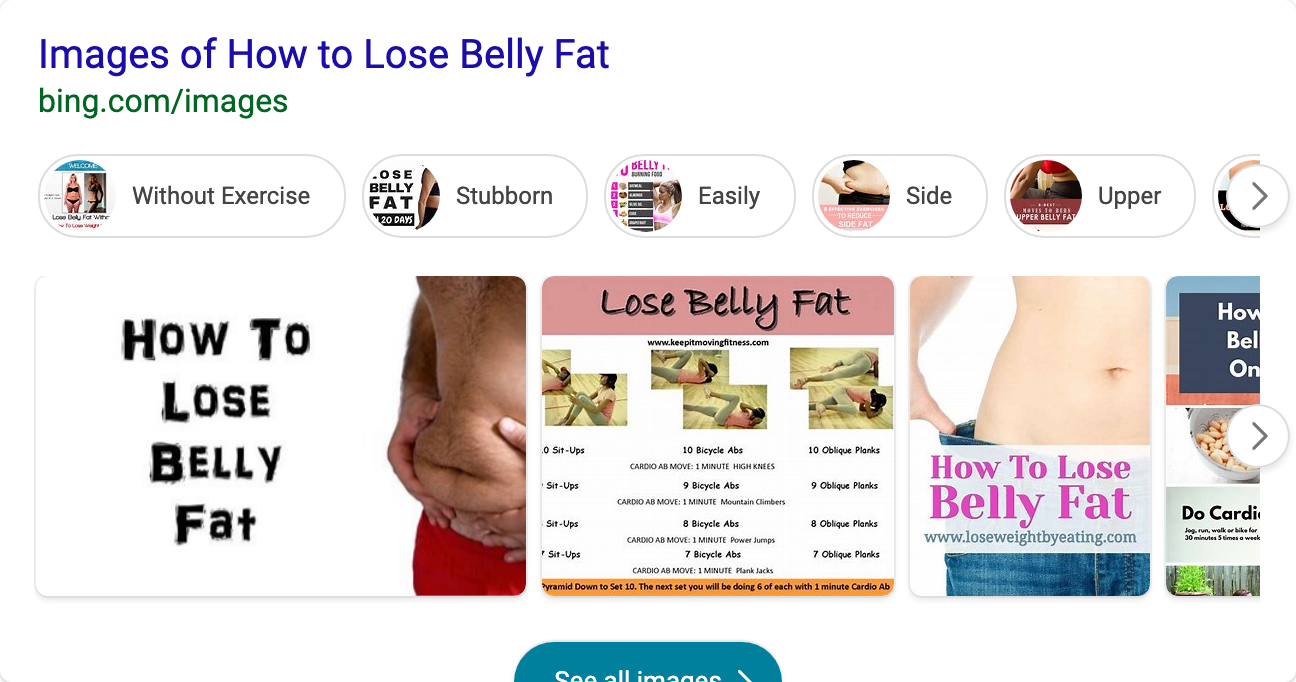 Images of How to Lose Belly Fat
bing.com/images
WELCOME
Lose Belly Fat
Without Exercise
LOSE
BELLY
FAT
20 DAYS
Stubborn
BELLY
BURNING FOOD
Easily
TO REDUCE
SIDE FAT
Side
UPPER BELLY FAT
Upper
How To
Lose
Belly
Fat
Lose Belly Fat
www.keepitmovingfitness.com
0 Sit-Ups
10 Bicycle Abs
10 Oblique Planks
CARDIO AB MOVE: 1 MINUTE HIGH KNEES
Sit-Ups
9 Bicycle Abs
9 Oblique Planks
CARDIO AB MOVE: 1 MINUTE Mountain Climbers
Sit-Ups
8 Bicycle Abs
8 Oblique Planks
CARDIO AB MOVE: 1 MINUTE Power Jumps
7 Sit-Ups
7 Bicycle Abs
7 Oblique Planks
CARDIO AB MOVE: 1 MINUTE Plank Jacks
Pyramid Down to Set 10. The next set you will be doing 6 of each with 1 minute Cardio Ab
How To Lose
Belly Fat
www.loseweightbyeating.com
How
Bel
On
Do Cardi
Jog, run, walk or bike for
30 minutes 5 times a week
See all images